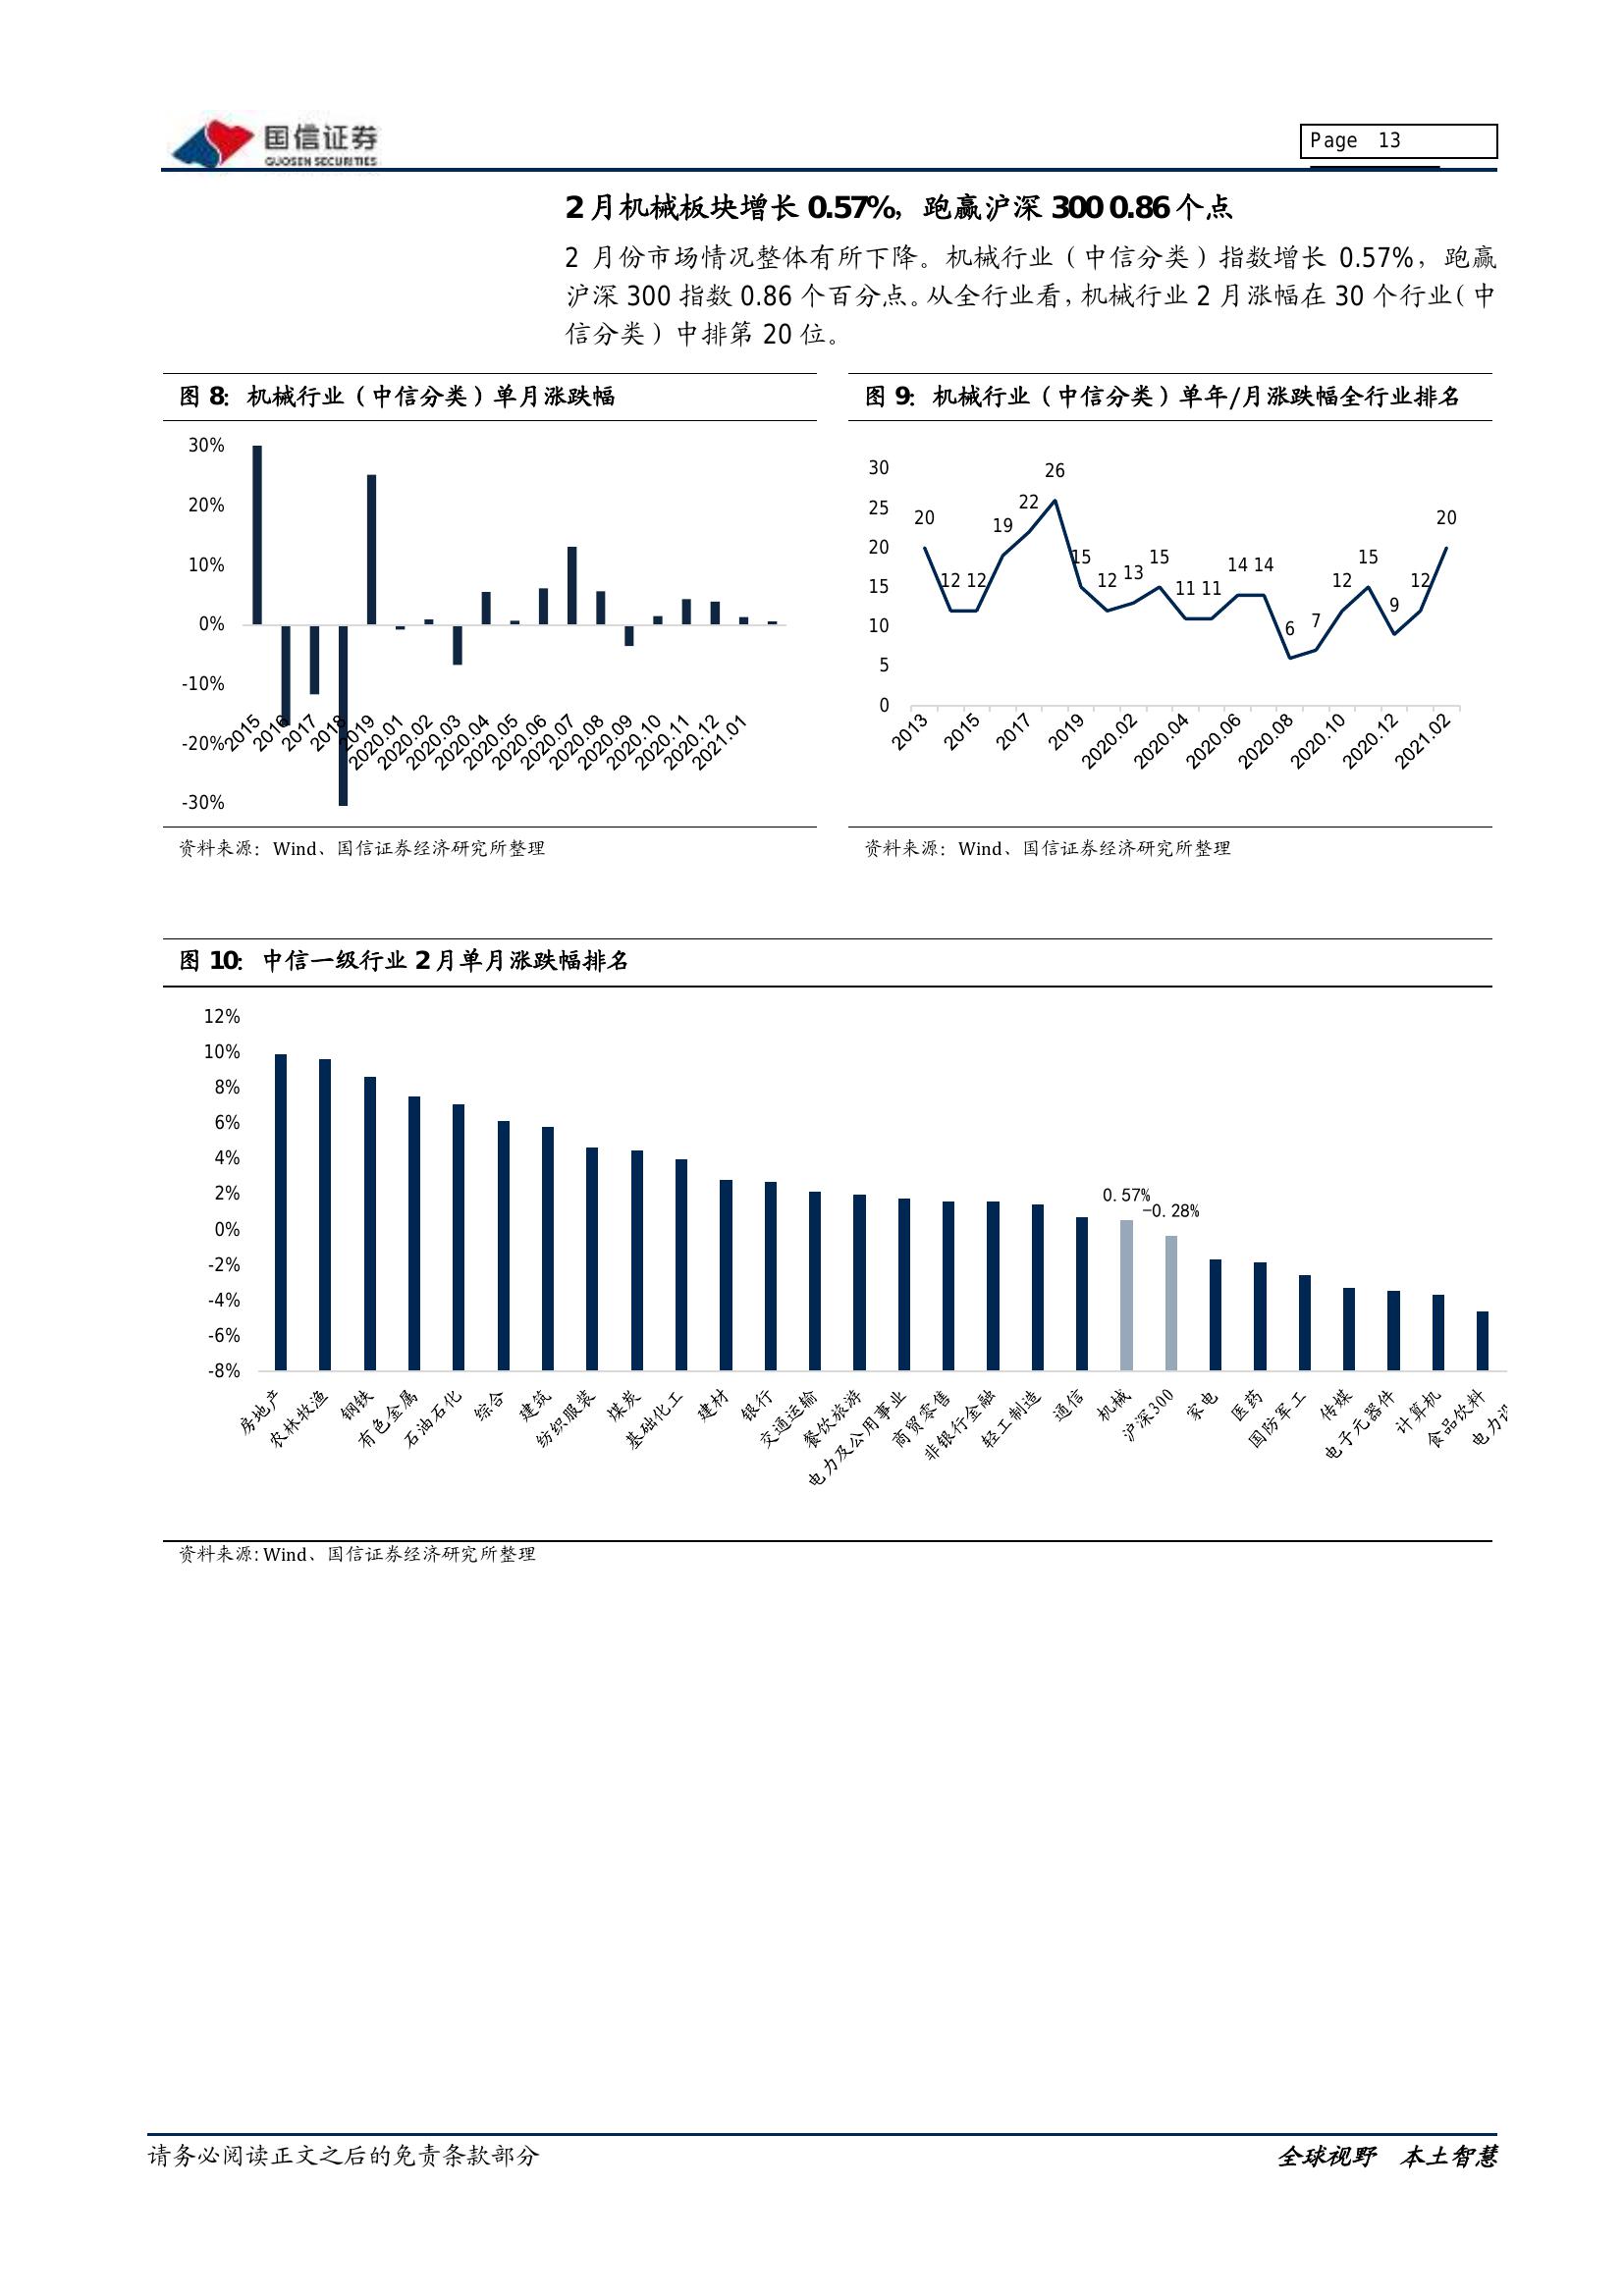 国信证券
GUOSEN SECURITIES
Page 13
2 月机械板块增长 0.57%，跑赢沪深 300 0.86 个点
2 月份市场情况整体有所下降。机械行业（中信分类）指数增长 0.57%，跑赢
沪深 300 指数 0.86 个百分点。从全行业看，机械行业 2 月涨幅在 30 个行业（中
信分类）中排第 20 位。
图 8：机械行业（中信分类）单月涨跌幅
30%
20%
10%
0%
-10%
-20%
-30%
2015 2016 2017 2018 2019 2020.01 2020.02 2020.03 2020.04 2020.05 2020.06 2020.07 2020.08 2020.09 2020.10 2020.11 2020.12 2021.01
资料来源：Wind、国信证券经济研究所整理
图 9：机械行业（中信分类）单年/月涨跌幅全行业排名
30
25
20
15
10
5
0
20 12 12 19 22 26 15 12 13 15 11 11 14 14 6 7 12 15 9 12 20
2013 2015 2017 2019 2020.02 2020.04 2020.06 2020.08 2020.10 2020.12 2021.02
资料来源：Wind、国信证券经济研究所整理
图 10：中信一级行业 2 月单月涨跌幅排名
12%
10%
8%
6%
4%
2%
0%
-2%
-4%
-6%
-8%
0.57%
-0.28%
房地产 农林牧渔 钢铁 有色金属 石油石化 综合 建筑 纺织服装 煤炭 基础化工 建材 银行 交通运输 餐饮旅游 电力及公用事业 商贸零售 非银行金融 轻工制造 通信 机械 沪深300 家电 医药 国防军工 传媒 电子元器件 计算机 食品饮料 电力
资料来源：Wind、国信证券经济研究所整理
请务必阅读正文之后的免责条款部分
全球视野 本土智慧